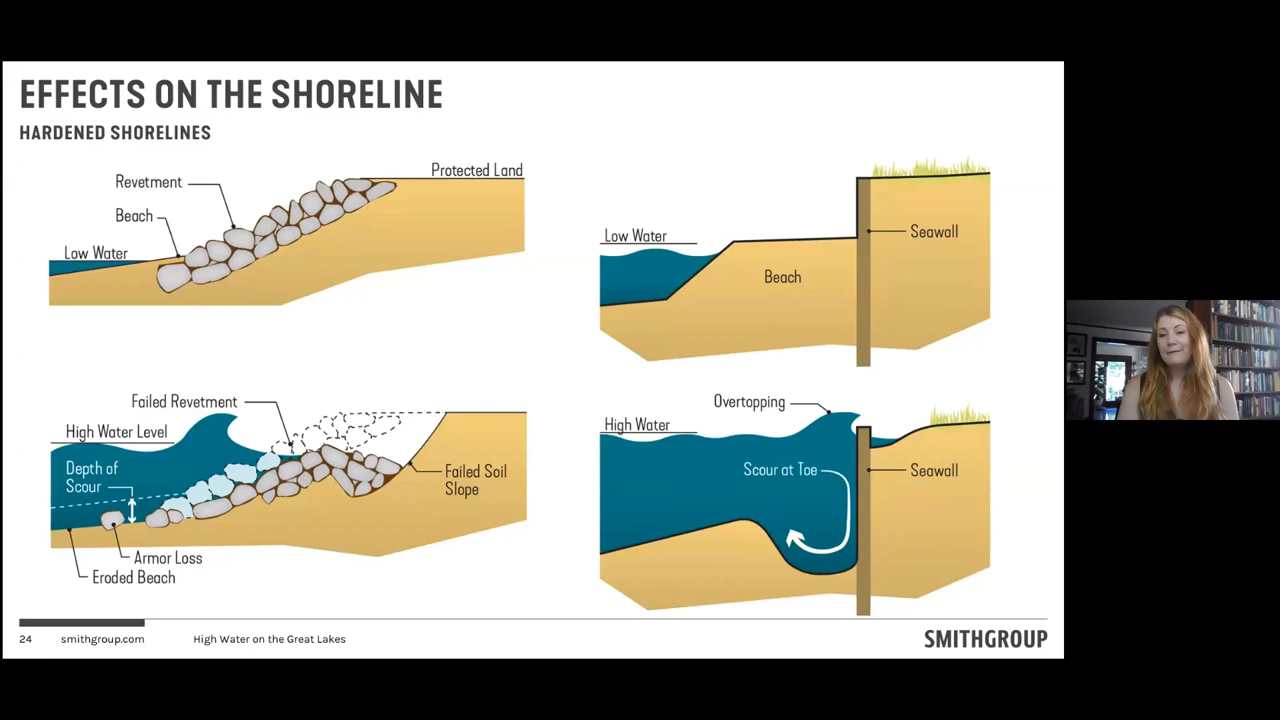 EFFECTS ON THE SHORELINE
HARDENED SHORELINES
Revetment
Protected Land
Beach
Low Water
Low Water
Beach
Seawall
Failed Revetment
High Water Level
Depth of
Scour
Failed Soil
Slope
Armor Loss
Eroded Beach
Overtopping
High Water
Scour at Toe
Seawall
24 smithgroup.com High Water on the Great Lakes
SMITHGROUP